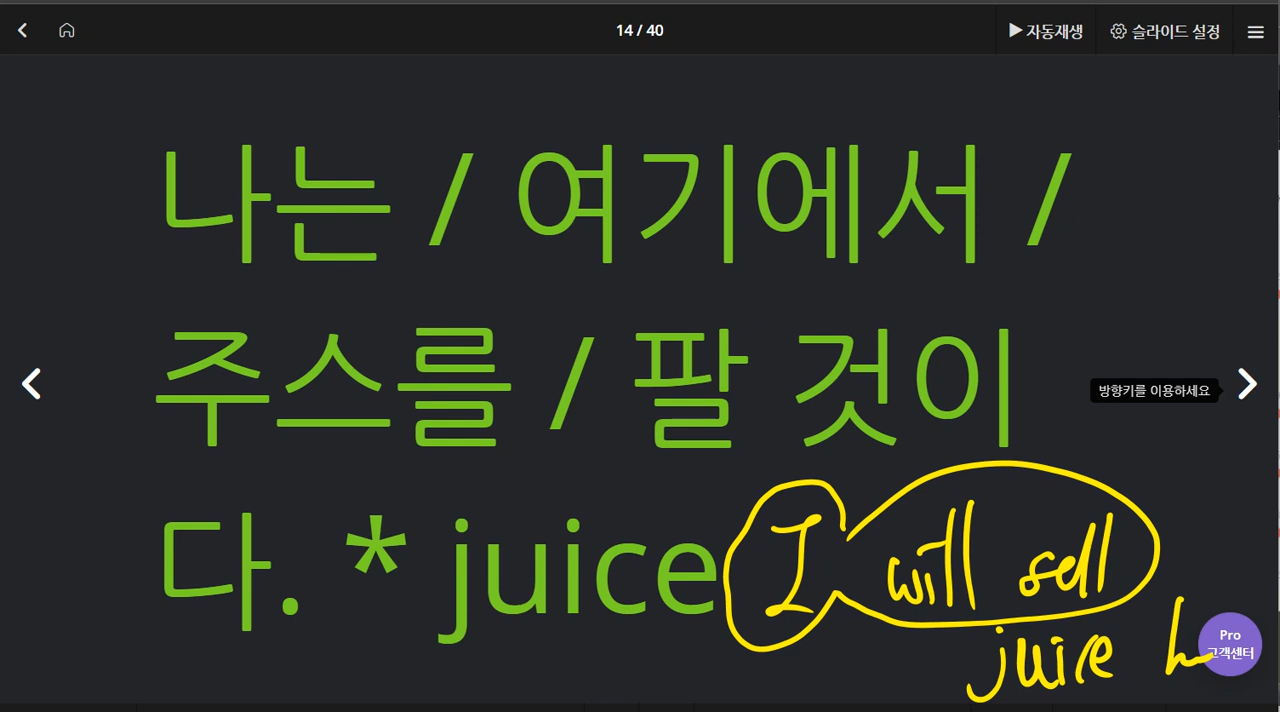 14 / 40
▶ 자동재생
슬라이드 설정
나는 / 여기에서 /
주스를 / 팔 것이
방향키를 이용하세요
다. * juice
I will sell
juice h
Pro
고객센터